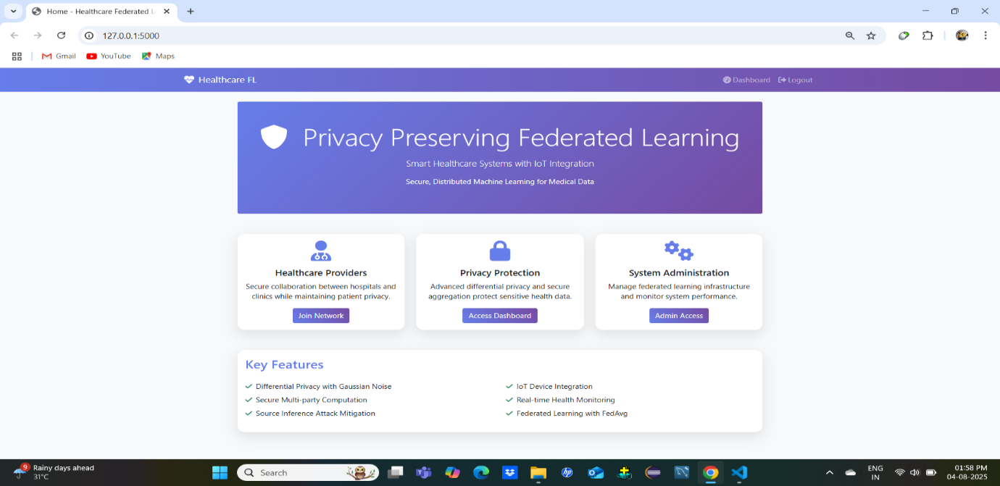 Home - Healthcare Federated L
127.0.0.1:5000
Gmail YouTube Maps
Healthcare FL Dashboard Logout
Privacy Preserving Federated Learning
Smart Healthcare Systems with IoT Integration
Secure, Distributed Machine Learning for Medical Data
Healthcare Providers
Secure collaboration between hospitals and
clinics while maintaining patient privacy.
Join Network
Privacy Protection
Advanced differential privacy and secure
aggregation protect sensitive health data.
Access Dashboard
System Administration
Manage federated learning infrastructure
and monitor system performance.
Admin Access
Key Features
Differential Privacy with Gaussian Noise
Secure Multi-party Computation
Source Inference Attack Mitigation
IoT Device Integration
Real-time Health Monitoring
Federated Learning with FedAvg
9
Rainy days ahead
31°C
Search
hp
ENG
IN
01:58 PM
04-08-2025